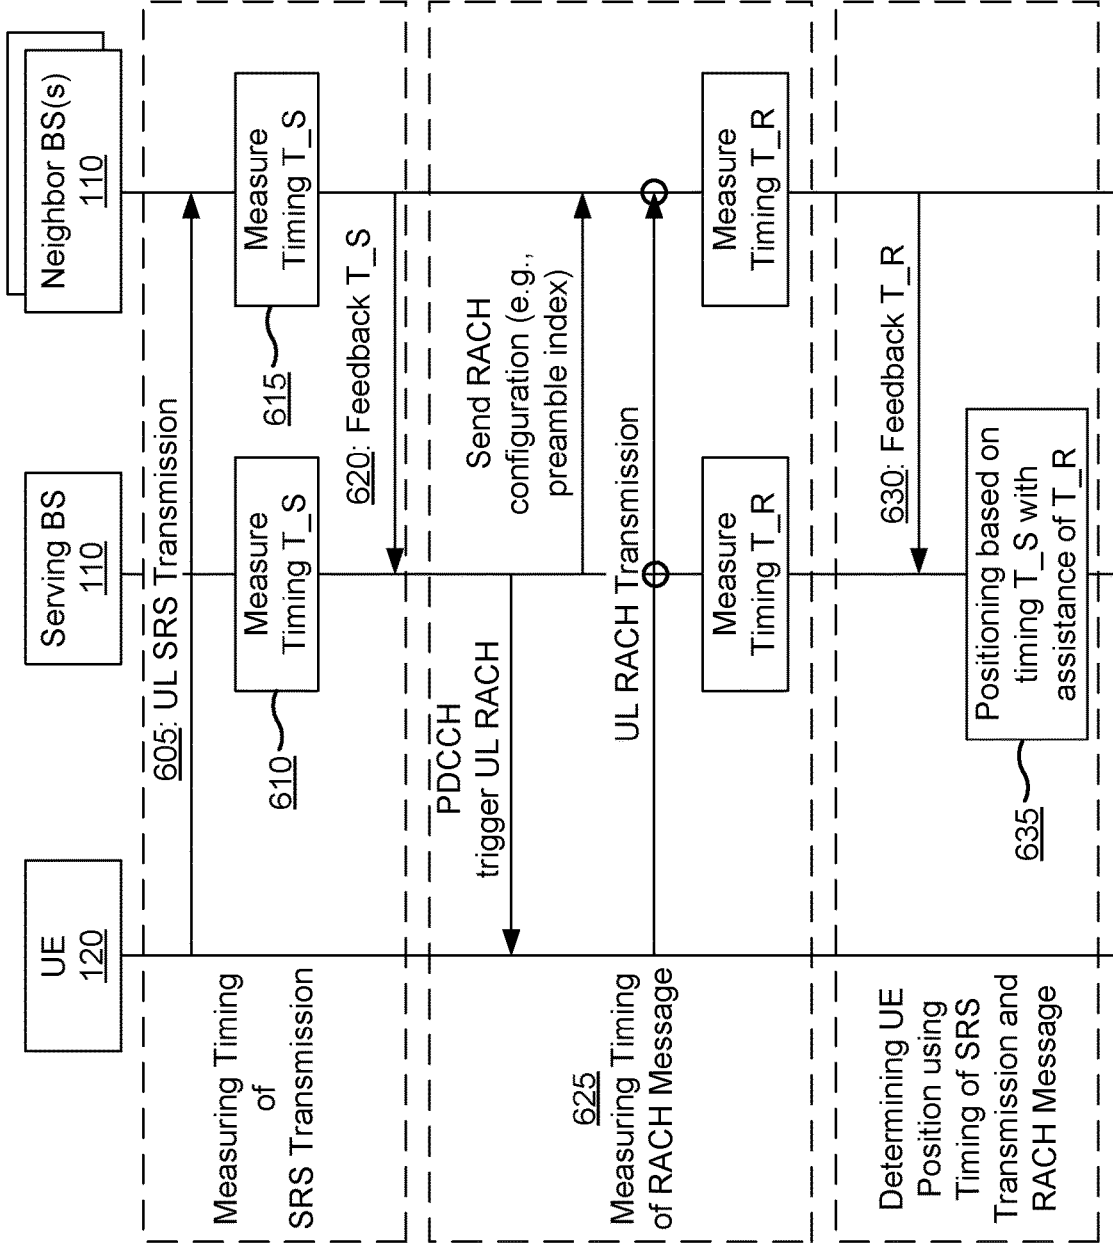 UE
120
Serving BS
110
Neighbor BS(s)
110
605: UL SRS Transmission
Measuring Timing
of
SRS Transmission
610
Measure
Timing T_S
615
Measure
Timing T_S
620: Feedback T_S
625
Measuring Timing
of RACH Message
PDCCH
trigger UL RACH
Send RACH
configuration (e.g.,
preamble index)
UL RACH Transmission
Measure
Timing T_R
Measure
Timing T_R
Determining UE
Position using
Timing of SRS
Transmission and
RACH Message
630: Feedback T_R
635
Positioning based on
timing T_S with
assistance of T_R